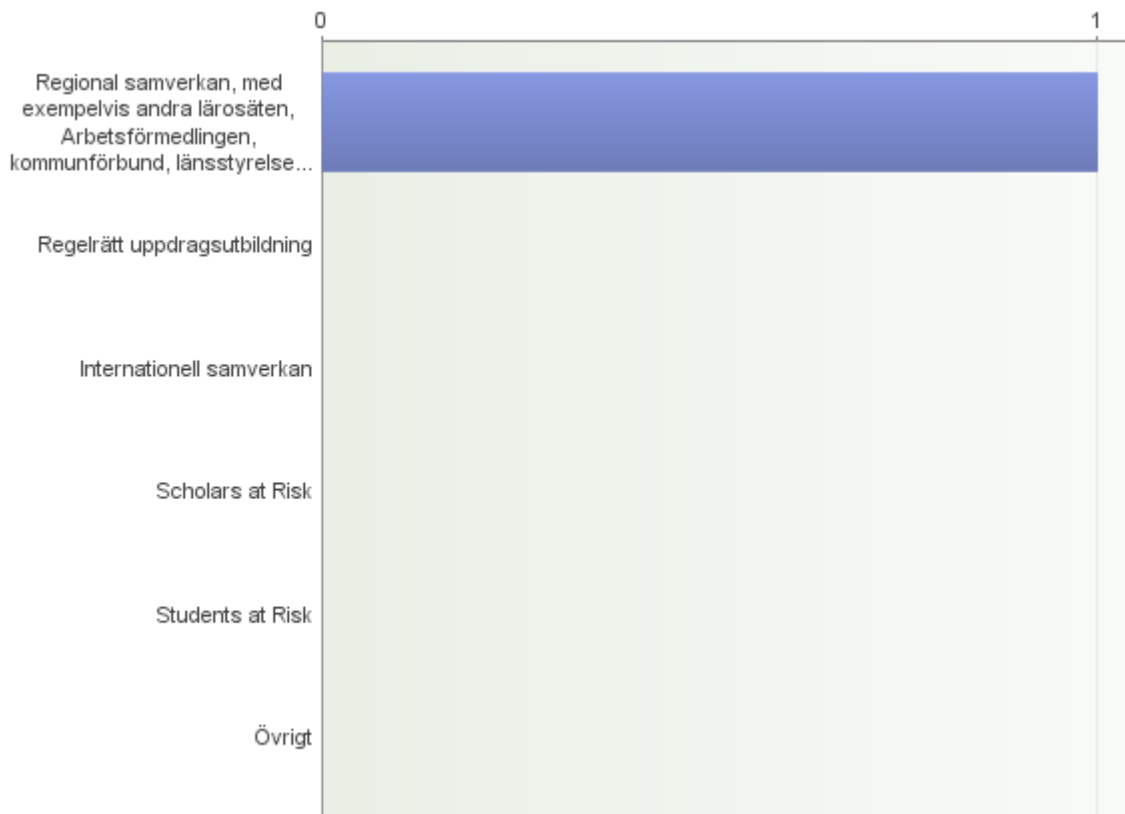 0 1
Regional samverkan, med
exempelvis andra lärosäten,
Arbetsförmedlingen,
kommunförbund, länsstyrelse...
Regelrätt uppdragsutbildning
Internationell samverkan
Scholars at Risk
Students at Risk
Övrigt